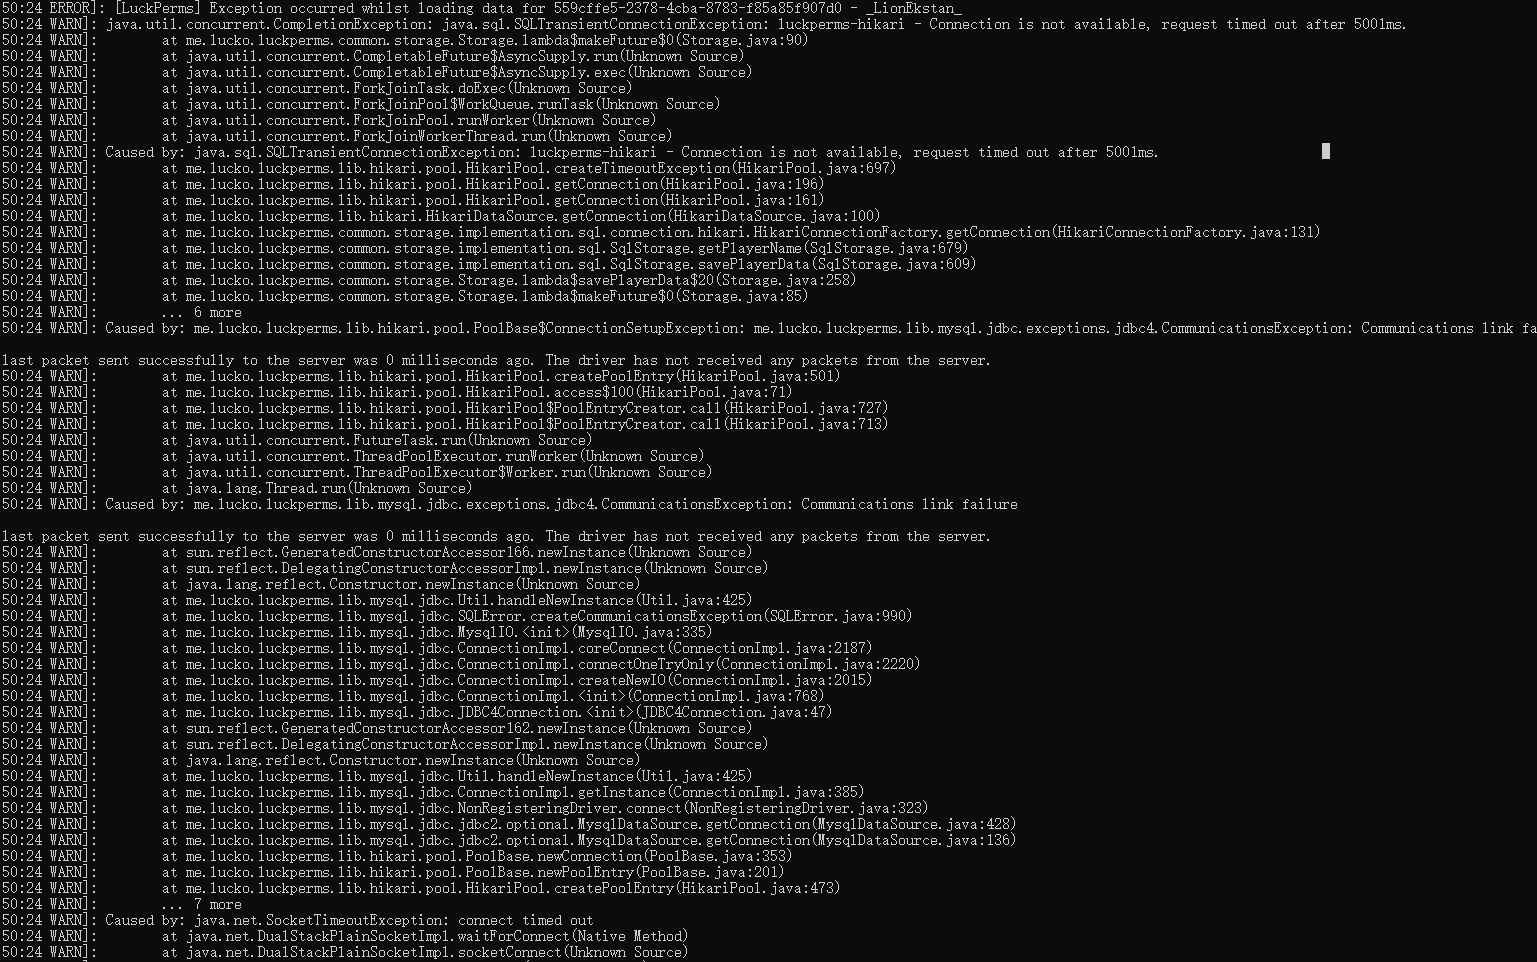 50:24 ERROR]: [LuckPerms] Exception occurred whilst loading data for 559cffe5-2378-4cba-8783-f85a85f907d0 - _LionEkstan_
50:24 WARN]: java.util.concurrent.CompletionException: java.sql.SQLTransientConnectionException: luckperms-hikari - Connection is not available, request timed out after 5001ms.
50:24 WARN]: at me.lucko.luckperms.common.storage.Storage.lambda$makeFuture$0(Storage.java:90)
50:24 WARN]: at java.util.concurrent.CompletableFuture$AsyncSupply.run(Unknown Source)
50:24 WARN]: at java.util.concurrent.CompletableFuture$AsyncSupply.exec(Unknown Source)
50:24 WARN]: at java.util.concurrent.ForkJoinTask.doExec(Unknown Source)
50:24 WARN]: at java.util.concurrent.ForkJoinPool$WorkQueue.runTask(Unknown Source)
50:24 WARN]: at java.util.concurrent.ForkJoinPool.runWorker(Unknown Source)
50:24 WARN]: at java.util.concurrent.ForkJoinWorkerThread.run(Unknown Source)
50:24 WARN]: Caused by: java.sql.SQLTransientConnectionException: luckperms-hikari - Connection is not available, request timed out after 5001ms.
50:24 WARN]: at me.lucko.luckperms.lib.hikari.pool.HikariPool.createTimeoutException(HikariPool.java:697)
50:24 WARN]: at me.lucko.luckperms.lib.hikari.pool.HikariPool.getConnection(HikariPool.java:196)
50:24 WARN]: at me.lucko.luckperms.lib.hikari.pool.HikariPool.getConnection(HikariPool.java:161)
50:24 WARN]: at me.lucko.luckperms.lib.hikari.HikariDataSource.getConnection(HikariDataSource.java:100)
50:24 WARN]: at me.lucko.luckperms.common.storage.implementation.sql.connection.hikari.HikariConnectionFactory.getConnection(HikariConnectionFactory.java:131)
50:24 WARN]: at me.lucko.luckperms.common.storage.implementation.sql.SqlStorage.getPlayerName(SqlStorage.java:679)
50:24 WARN]: at me.lucko.luckperms.common.storage.implementation.sql.SqlStorage.savePlayerData(SqlStorage.java:609)
50:24 WARN]: at me.lucko.luckperms.common.storage.Storage.lambda$savePlayerData$20(Storage.java:258)
50:24 WARN]: at me.lucko.luckperms.common.storage.Storage.lambda$makeFuture$0(Storage.java:85)
50:24 WARN]: ... 6 more
50:24 WARN]: Caused by: me.lucko.luckperms.lib.hikari.pool.PoolBase$ConnectionSetupException: me.lucko.luckperms.lib.mysql.jdbc.exceptions.jdbc4.CommunicationsException: Communications link fa
last packet sent successfully to the server was 0 milliseconds ago. The driver has not received any packets from the server.
50:24 WARN]: at me.lucko.luckperms.lib.hikari.pool.HikariPool.createPoolEntry(HikariPool.java:501)
50:24 WARN]: at me.lucko.luckperms.lib.hikari.pool.HikariPool.access$100(HikariPool.java:71)
50:24 WARN]: at me.lucko.luckperms.lib.hikari.pool.HikariPool$PoolEntryCreator.call(HikariPool.java:727)
50:24 WARN]: at me.lucko.luckperms.lib.hikari.pool.HikariPool$PoolEntryCreator.call(HikariPool.java:713)
50:24 WARN]: at java.util.concurrent.FutureTask.run(Unknown Source)
50:24 WARN]: at java.util.concurrent.ThreadPoolExecutor.runWorker(Unknown Source)
50:24 WARN]: at java.util.concurrent.ThreadPoolExecutor$Worker.run(Unknown Source)
50:24 WARN]: at java.lang.Thread.run(Unknown Source)
50:24 WARN]: Caused by: me.lucko.luckperms.lib.mysql.jdbc.exceptions.jdbc4.CommunicationsException: Communications link failure
last packet sent successfully to the server was 0 milliseconds ago. The driver has not received any packets from the server.
50:24 WARN]: at sun.reflect.GeneratedConstructorAccessor166.newInstance(Unknown Source)
50:24 WARN]: at sun.reflect.DelegatingConstructorAccessorImpl.newInstance(Unknown Source)
50:24 WARN]: at java.lang.reflect.Constructor.newInstance(Unknown Source)
50:24 WARN]: at me.lucko.luckperms.lib.mysql.jdbc.Util.handleNewInstance(Util.java:425)
50:24 WARN]: at me.lucko.luckperms.lib.mysql.jdbc.SQLError.createCommunicationsException(SQLError.java:990)
50:24 WARN]: at me.lucko.luckperms.lib.mysql.jdbc.MysqlIO.<init>(MysqlIO.java:335)
50:24 WARN]: at me.lucko.luckperms.lib.mysql.jdbc.ConnectionImpl.coreConnect(ConnectionImpl.java:2187)
50:24 WARN]: at me.lucko.luckperms.lib.mysql.jdbc.ConnectionImpl.connectOneTryOnly(ConnectionImpl.java:2220)
50:24 WARN]: at me.lucko.luckperms.lib.mysql.jdbc.ConnectionImpl.createNewIO(ConnectionImpl.java:2015)
50:24 WARN]: at me.lucko.luckperms.lib.mysql.jdbc.ConnectionImpl.<init>(ConnectionImpl.java:768)
50:24 WARN]: at me.lucko.luckperms.lib.mysql.jdbc.JDBC4Connection.<init>(JDBC4Connection.java:47)
50:24 WARN]: at sun.reflect.GeneratedConstructorAccessor162.newInstance(Unknown Source)
50:24 WARN]: at sun.reflect.DelegatingConstructorAccessorImpl.newInstance(Unknown Source)
50:24 WARN]: at java.lang.reflect.Constructor.newInstance(Unknown Source)
50:24 WARN]: at me.lucko.luckperms.lib.mysql.jdbc.Util.handleNewInstance(Util.java:425)
50:24 WARN]: at me.lucko.luckperms.lib.mysql.jdbc.ConnectionImpl.getInstance(ConnectionImpl.java:385)
50:24 WARN]: at me.lucko.luckperms.lib.mysql.jdbc.NonRegisteringDriver.connect(NonRegisteringDriver.java:323)
50:24 WARN]: at me.lucko.luckperms.lib.mysql.jdbc.jdbc2.optional.MysqlDataSource.getConnection(MysqlDataSource.java:428)
50:24 WARN]: at me.lucko.luckperms.lib.mysql.jdbc.jdbc2.optional.MysqlDataSource.getConnection(MysqlDataSource.java:136)
50:24 WARN]: at me.lucko.luckperms.lib.hikari.pool.PoolBase.newConnection(PoolBase.java:353)
50:24 WARN]: at me.lucko.luckperms.lib.hikari.pool.PoolBase.newPoolEntry(PoolBase.java:201)
50:24 WARN]: at me.lucko.luckperms.lib.hikari.pool.HikariPool.createPoolEntry(HikariPool.java:473)
50:24 WARN]: ... 7 more
50:24 WARN]: Caused by: java.net.SocketTimeoutException: connect timed out
50:24 WARN]: at java.net.DualStackPlainSocketImpl.waitForConnect(Native Method)
50:24 WARN]: at java.net.DualStackPlainSocketImpl.socketConnect(Unknown Source)